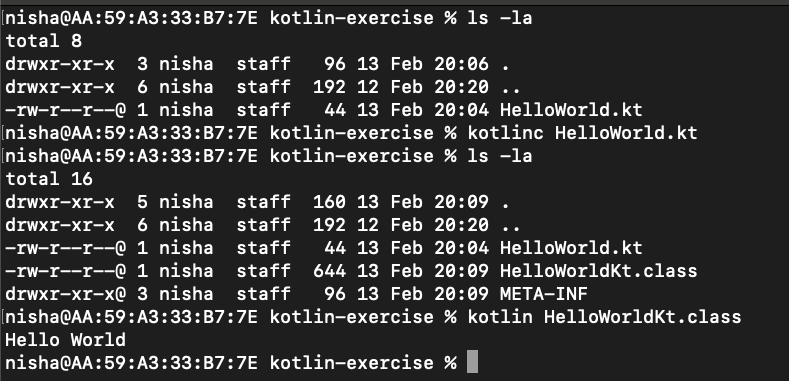 nisha@AA:59:A3:33:B7:7E kotlin-exercise % ls -la
total 8
drwxr-xr-x  3 nisha  staff   96 13 Feb 20:06 .
drwxr-xr-x  6 nisha  staff  192 12 Feb 20:20 ..
-rw-r--r--@ 1 nisha  staff   44 13 Feb 20:04 HelloWorld.kt
nisha@AA:59:A3:33:B7:7E kotlin-exercise % kotlinc HelloWorld.kt
nisha@AA:59:A3:33:B7:7E kotlin-exercise % ls -la
total 16
drwxr-xr-x  5 nisha  staff  160 13 Feb 20:09 .
drwxr-xr-x  6 nisha  staff  192 12 Feb 20:20 ..
-rw-r--r--@ 1 nisha  staff   44 13 Feb 20:04 HelloWorld.kt
-rw-r--r--@ 1 nisha  staff  644 13 Feb 20:09 HelloWorldKt.class
drwxr-xr-x@ 3 nisha  staff   96 13 Feb 20:09 META-INF
nisha@AA:59:A3:33:B7:7E kotlin-exercise % kotlin HelloWorldKt.class
Hello World
nisha@AA:59:A3:33:B7:7E kotlin-exercise %